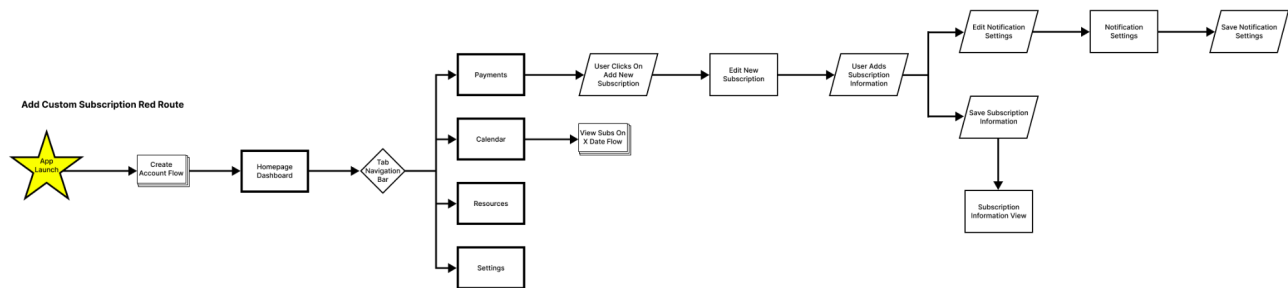 Add Custom Subscription Red Route
App
Launch
Create
Account Flow
Homepage
Dashboard
Tab
Navigation
Bar
Payments
User Clicks On
Add New
Subscription
Edit New
Subscription
User Adds
Subscription
Information
Edit Notification
Settings
Notification
Settings
Save Notification
Settings
Save Subscription
Information
Subscription
Information View
Calendar
View Subs On
X Date Flow
Resources
Settings